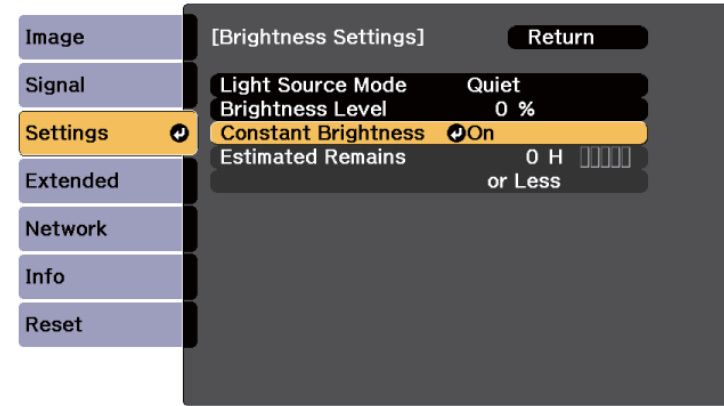 Image
Signal
Settings
Extended
Network
Info
Reset
[Brightness Settings] Return
Light Source Mode Quiet
Brightness Level 0 %
Constant Brightness On
Estimated Remains 0 H
or Less